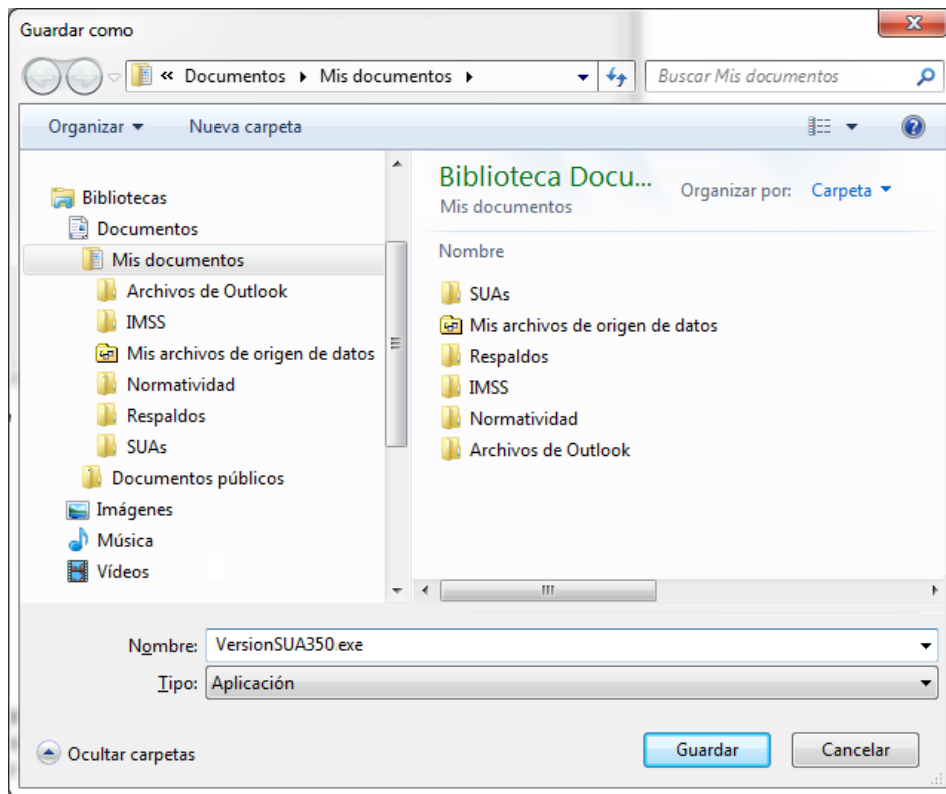 Guardar como
« Documentos ▸ Mis documentos ▸
Buscar Mis documentos
Organizar
Nueva carpeta
Bibliotecas
Documentos
Mis documentos
Archivos de Outlook
IMSS
Mis archivos de origen de datos
Normatividad
Respaldos
SUAs
Documentos públicos
Imágenes
Música
Vídeos
Biblioteca Docu...
Mis documentos
Organizar por: Carpeta
Nombre
SUAs
Mis archivos de origen de datos
Respaldos
IMSS
Normatividad
Archivos de Outlook
Nombre: VersionSUA350.exe
Tipo: Aplicación
Ocultar carpetas
Guardar
Cancelar